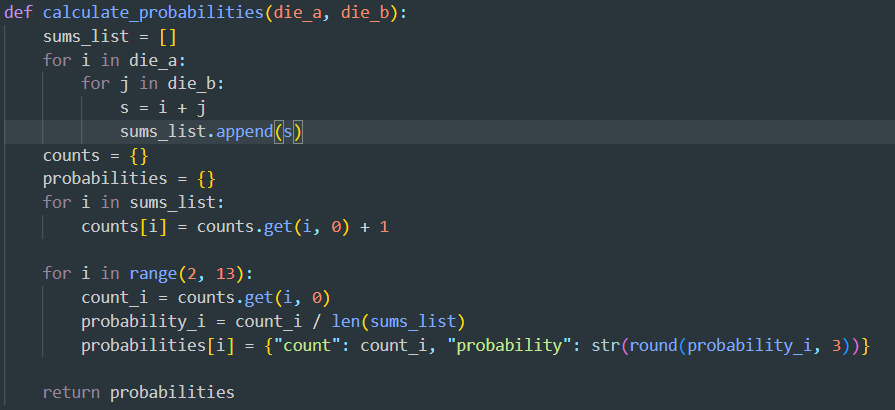 def calculate_probabilities(die_a, die_b):
    sums_list = []
    for i in die_a:
        for j in die_b:
            s = i + j
            sums_list.append(s)
    counts = {}
    probabilities = {}
    for i in sums_list:
        counts[i] = counts.get(i, 0) + 1

    for i in range(2, 13):
        count_i = counts.get(i, 0)
        probability_i = count_i / len(sums_list)
        probabilities[i] = {"count": count_i, "probability": str(round(probability_i, 3))}

    return probabilities